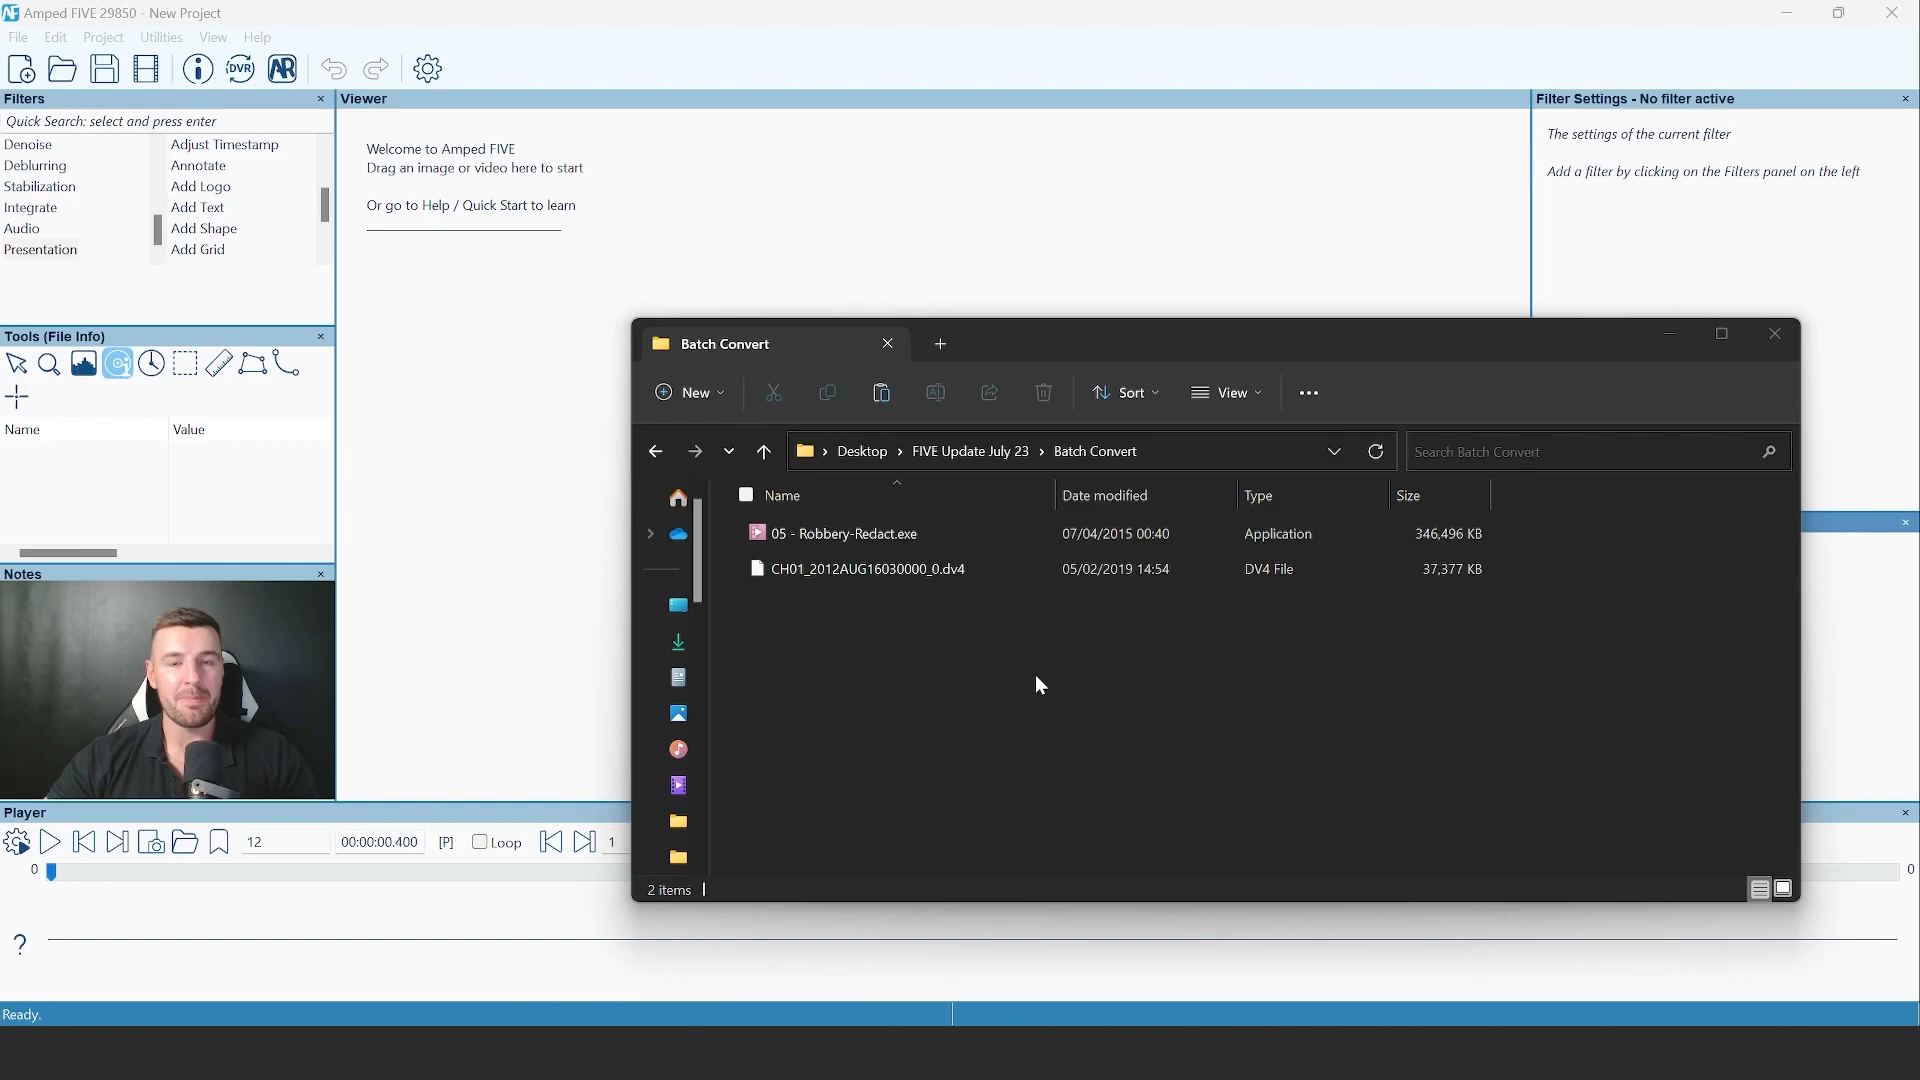 Amped FIVE 29850 - New Project
File Edit Project Utilities View Help
DVR
AR
Filters
Quick Search: select and press enter
Denoise
Deblurring
Stabilization
Integrate
Audio
Presentation
Adjust Timestamp
Annotate
Add Logo
Add Text
Add Shape
Add Grid
Viewer
Welcome to Amped FIVE
Drag an image or video here to start
Or go to Help / Quick Start to learn
Filter Settings - No filter active
The settings of the current filter
Add a filter by clicking on the Filters panel on the left
Tools (File Info)
Name Value
Notes
Batch Convert
New
Sort
View
Desktop › FIVE Update July 23 › Batch Convert
Search Batch Convert
Name Date modified Type Size
05 - Robbery-Redact.exe 07/04/2015 00:40 Application 346,496 KB
CH01_2012AUG16030000_0.dv4 05/02/2019 14:54 DV4 File 37,377 KB
2 items
Player
12 00:00:00.400 [P] Loop 1
0 0
?
Ready.